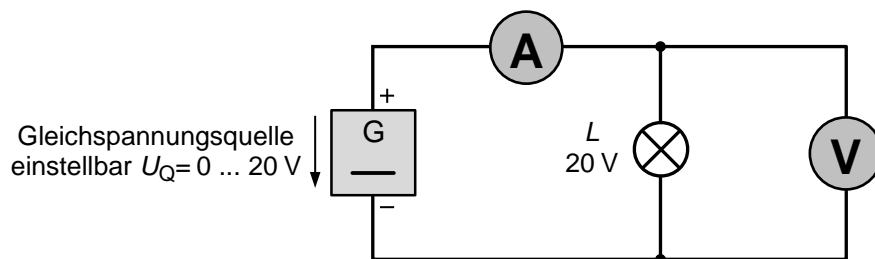 A
+
Gleichspannungsquelle
einstellbar UQ= 0 ... 20 V
G
−
L
20 V
V